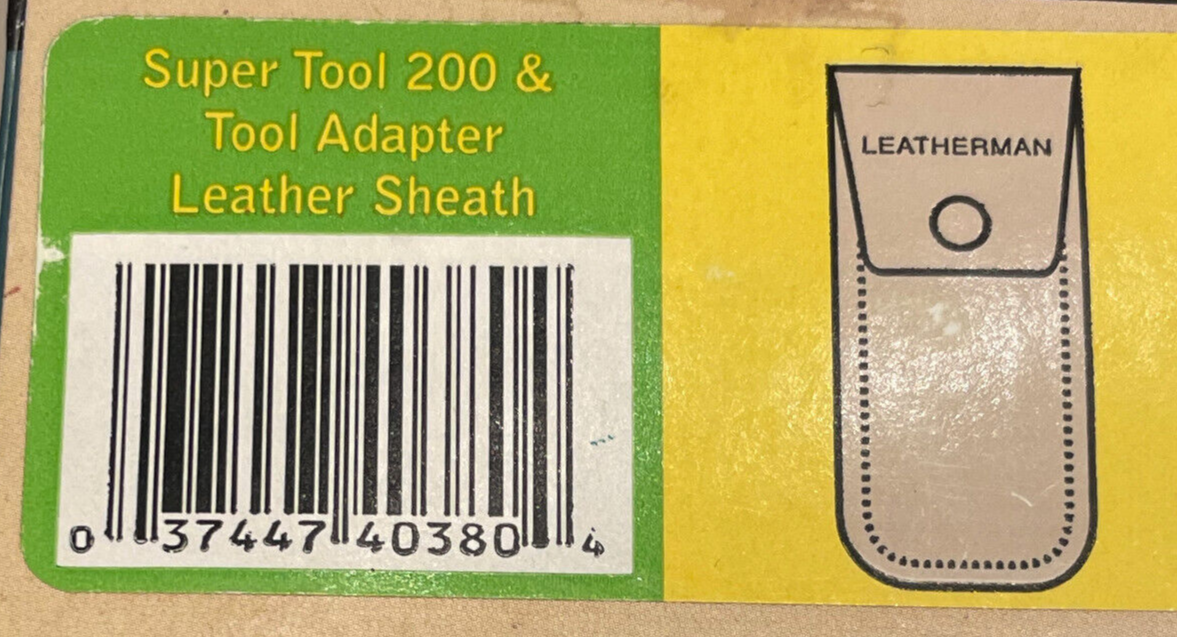 Super Tool 200 &
Tool Adapter
Leather Sheath
0 37447 40380 4
LEATHERMAN